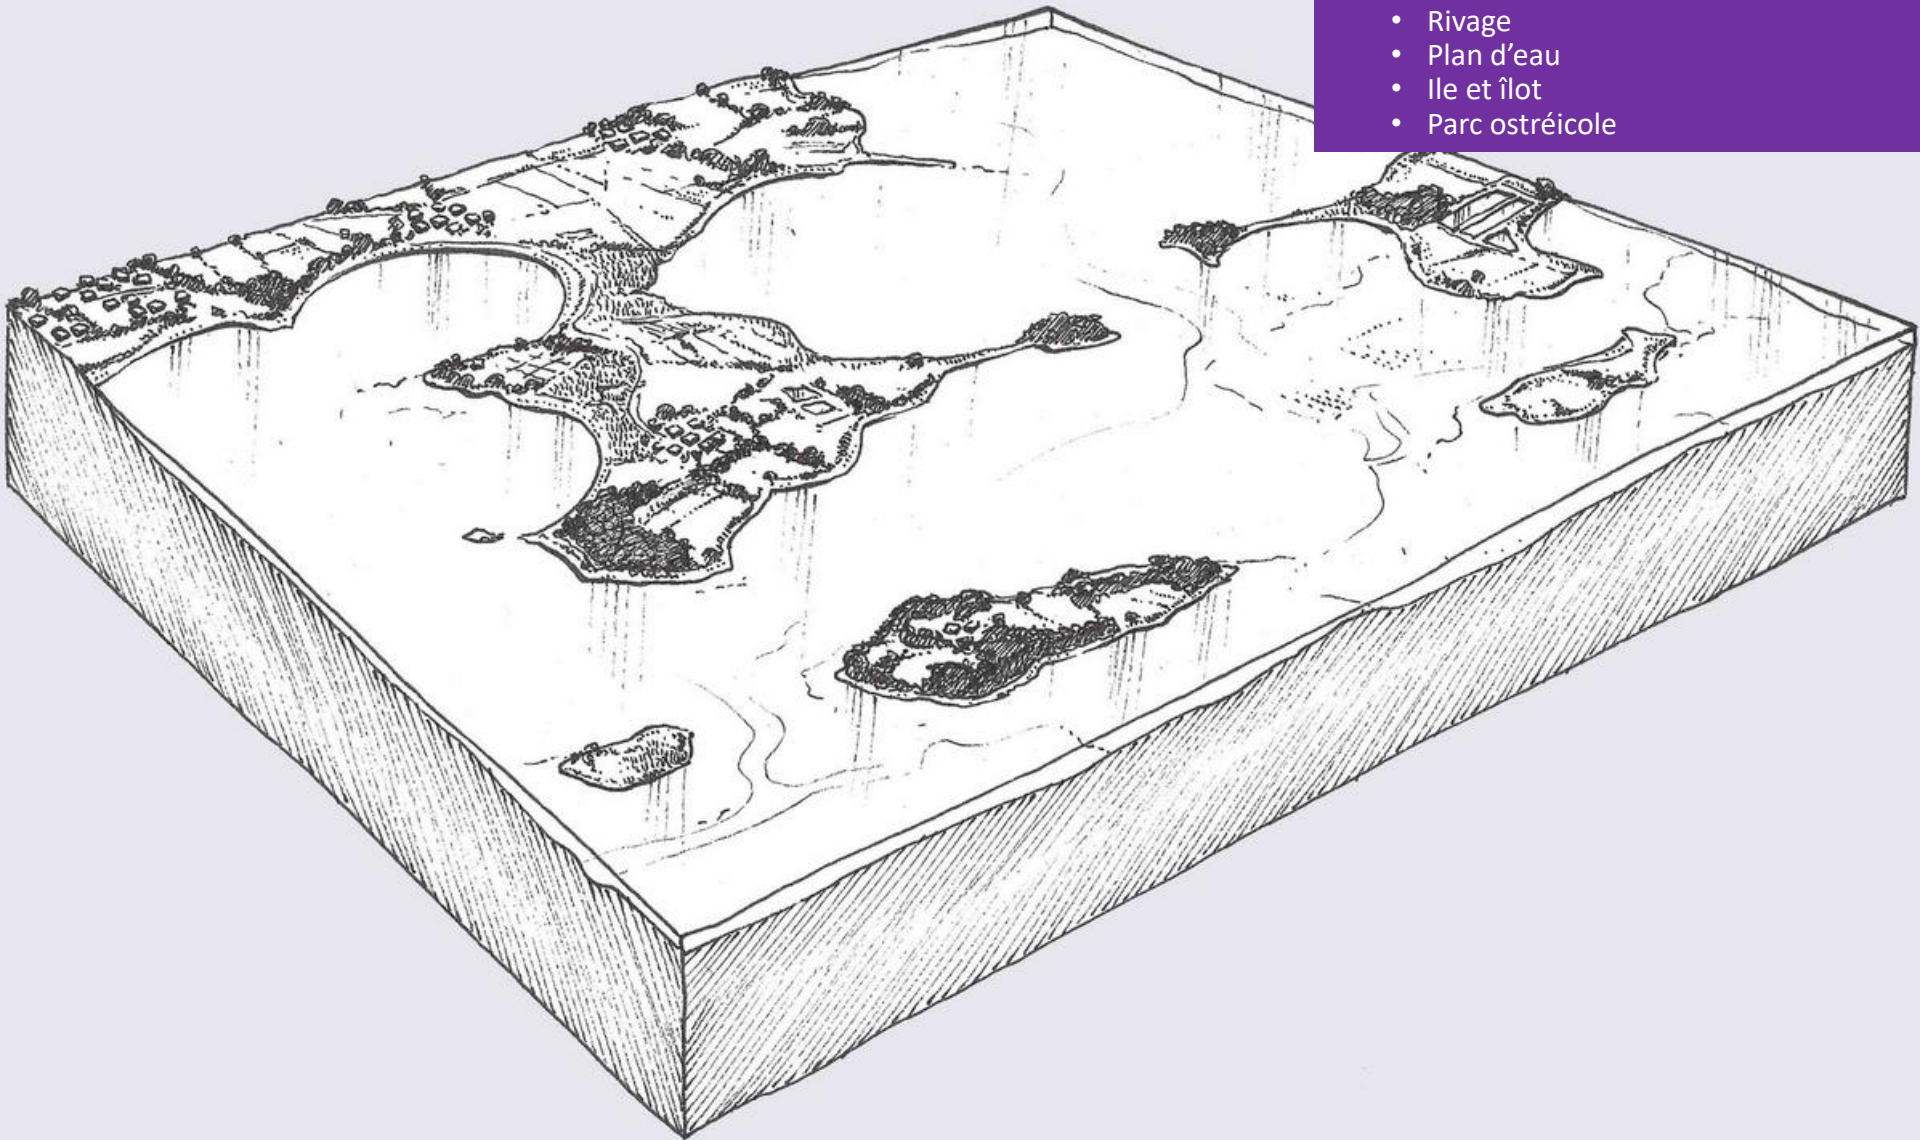 • Rivage
• Plan d’eau
• Ile et îlot
• Parc ostréicole